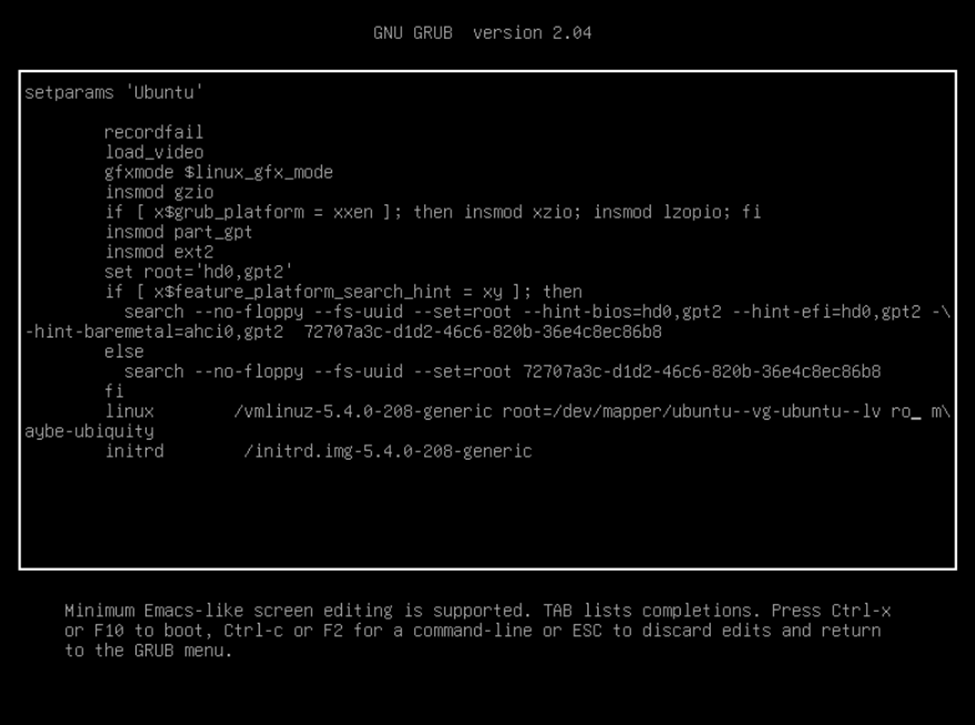 GNU GRUB  version 2.04
setparams 'Ubuntu'
recordfail
load_video
gfxmode $linux_gfx_mode
insmod gzio
if [ x$grub_platform = xxen ]; then insmod xzio; insmod lzopio; fi
insmod part_gpt
insmod ext2
set root='hd0,gpt2'
if [ x$feature_platform_search_hint = xy ]; then
search --no-floppy --fs-uuid --set=root --hint-bios=hd0,gpt2 --hint-efi=hd0,gpt2 -\
-hint-baremetal=ahci0,gpt2  72707a3c-d1d2-46c6-820b-36e4c8ec86b8
else
search --no-floppy --fs-uuid --set=root 72707a3c-d1d2-46c6-820b-36e4c8ec86b8
fi
linux        /vmlinuz-5.4.0-208-generic root=/dev/mapper/ubuntu--vg-ubuntu--lv ro_ m\
aybe-ubiquity
initrd        /initrd.img-5.4.0-208-generic
Minimum Emacs-like screen editing is supported. TAB lists completions. Press Ctrl-x
or F10 to boot, Ctrl-c or F2 for a command-line or ESC to discard edits and return
to the GRUB menu.